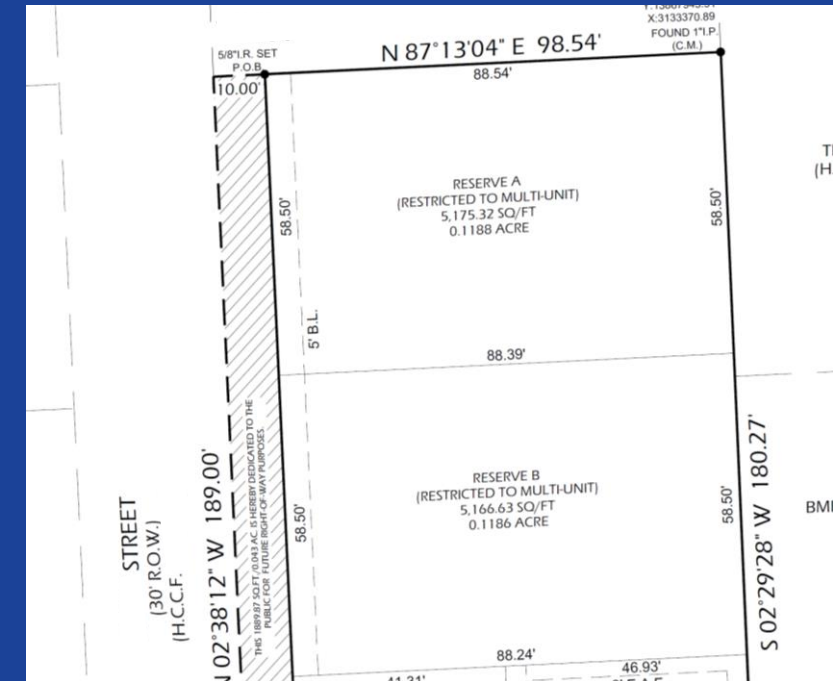 X:3133370.89
FOUND 1"I.P.
(C.M.)
5/8"I.R. SET
P.O.B.
N 87°13'04" E 98.54'
10.00'
88.54'
RESERVE A
(RESTRICTED TO MULTI-UNIT)
5,175.32 SQ/FT
0.1188 ACRE
58.50'
58.50'
5' B.L.
88.39'
RESERVE B
(RESTRICTED TO MULTI-UNIT)
5,166.63 SQ/FT
0.1186 ACRE
58.50'
58.50'
THIS 1889.87 SQ.FT./0.043 AC. IS HEREBY DEDICATED TO THE
PUBLIC FOR FUTURE RIGHT-OF-WAY PURPOSES.
STREET
(30' R.O.W.)
(H.C.C.F.
N 02°38'12" W 189.00'
S 02°29'28" W 180.27'
88.24'
46.93'